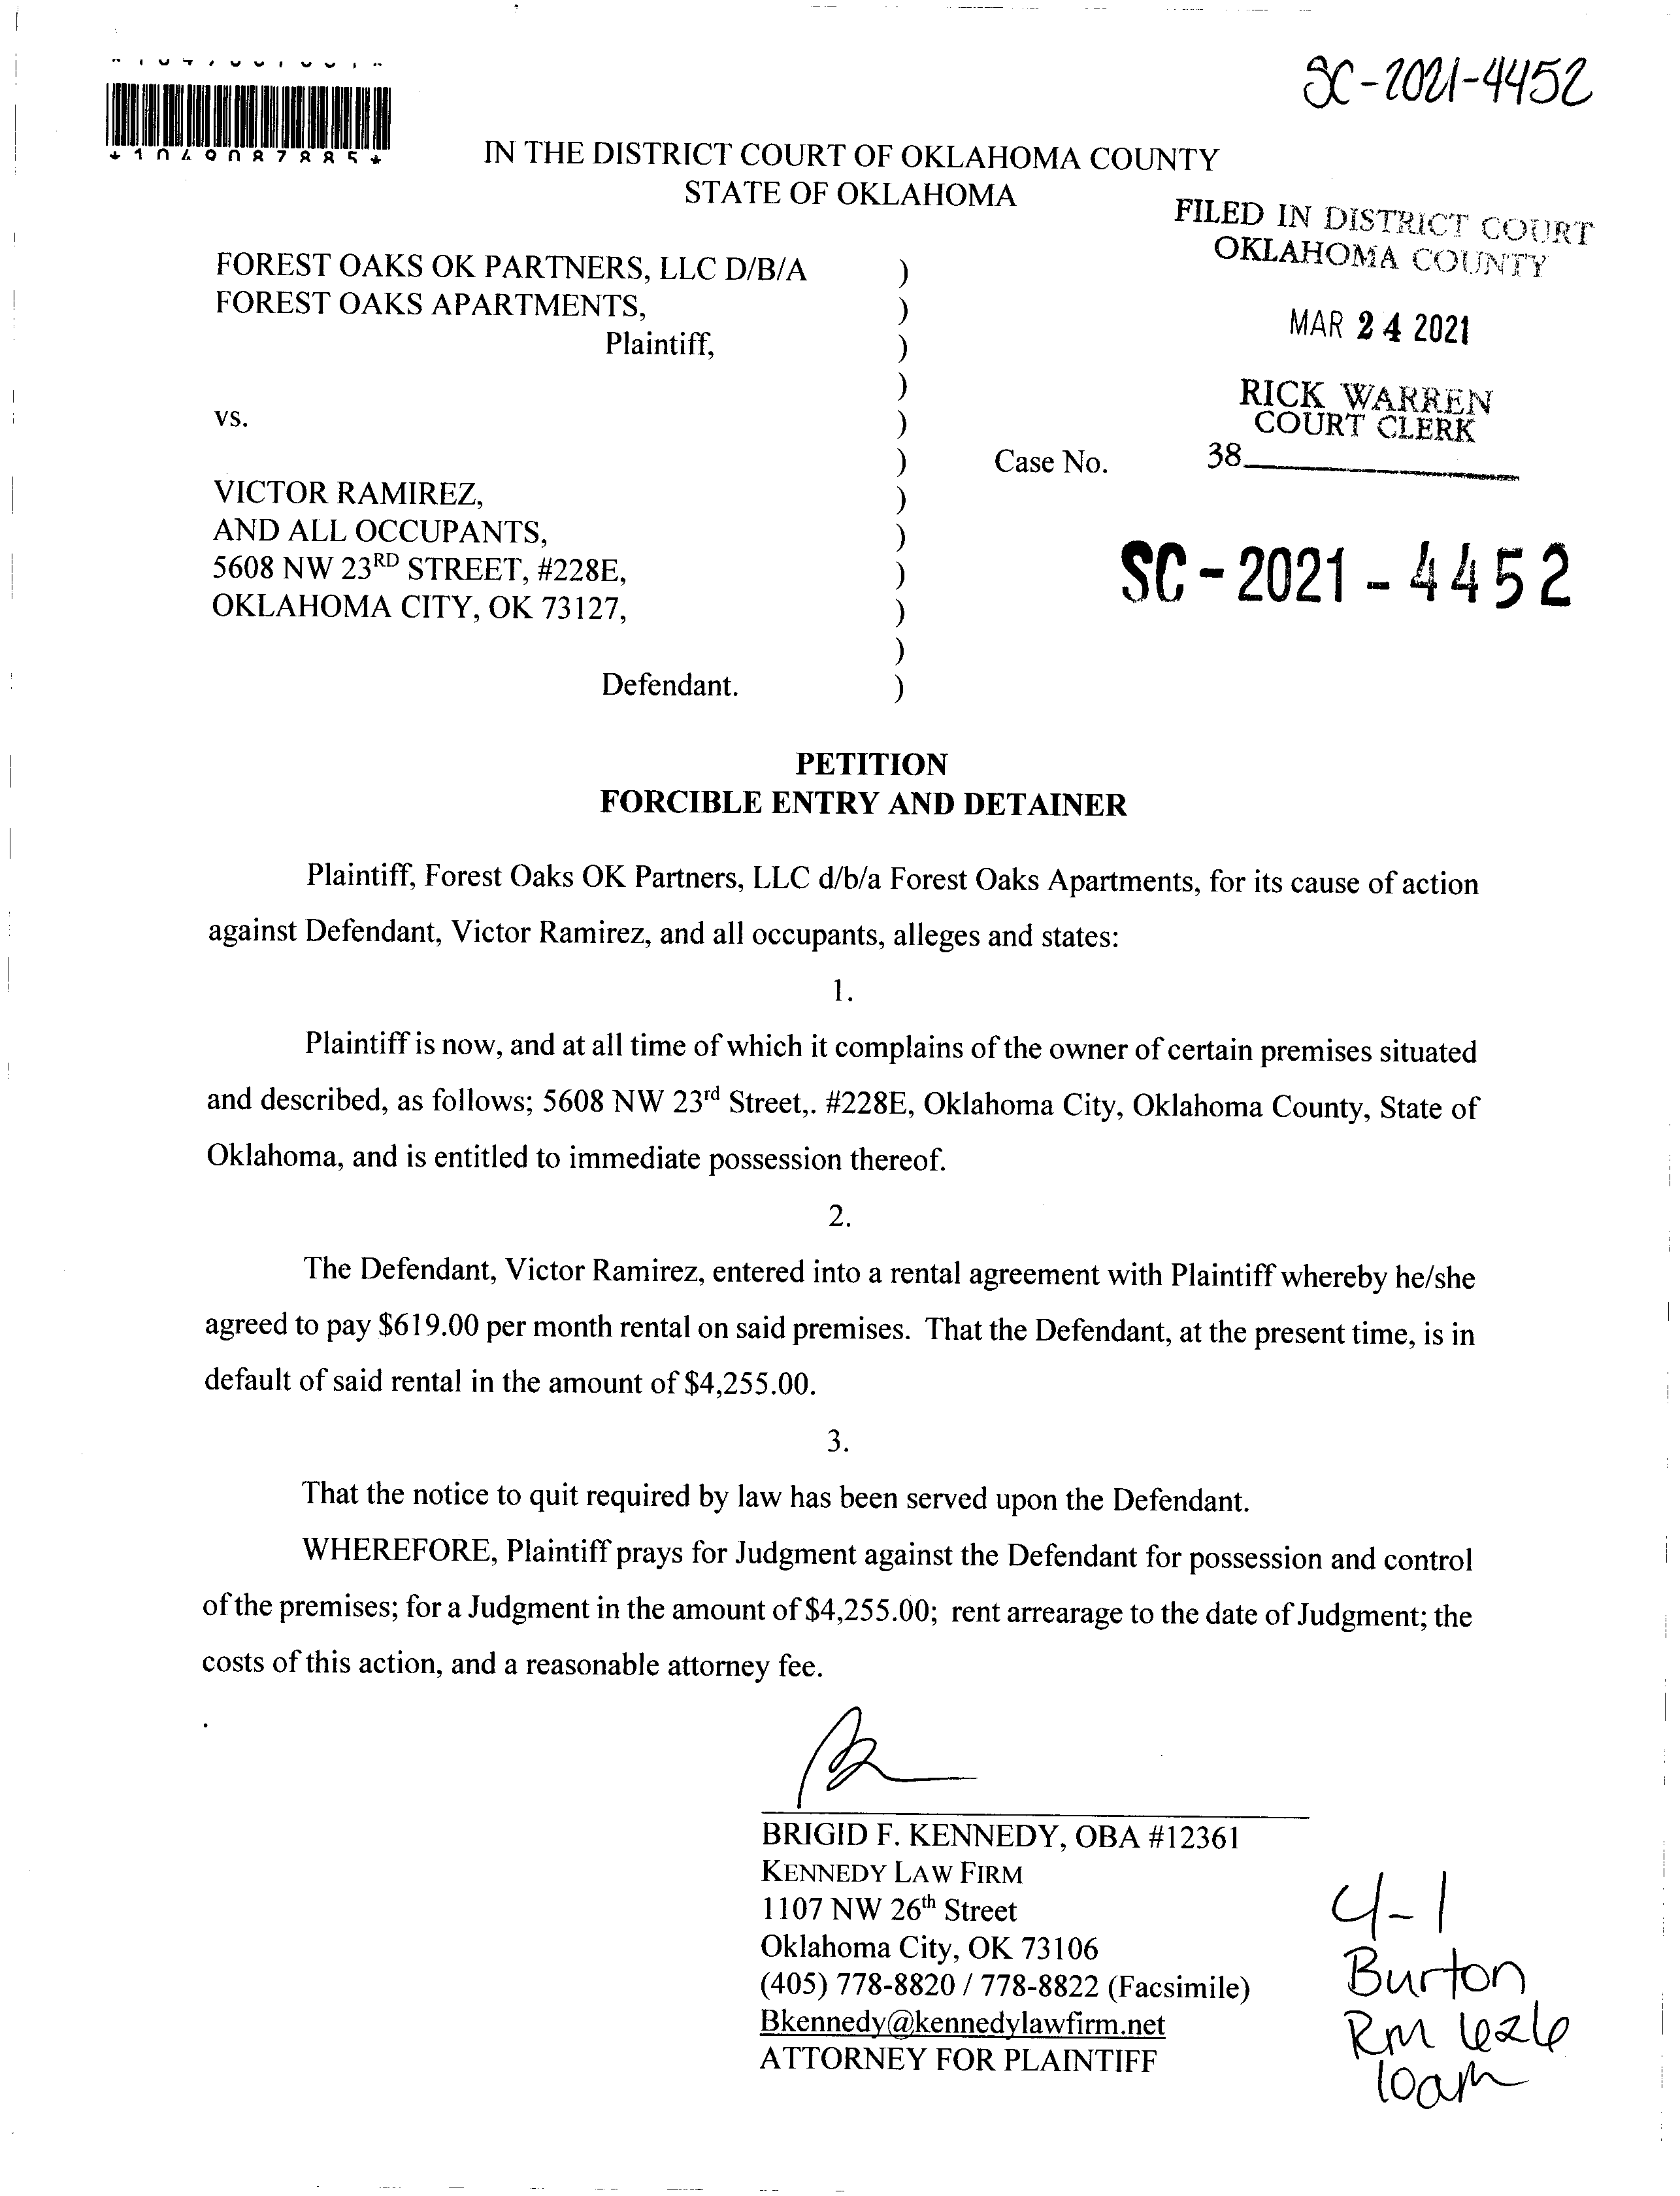 SC-2021-4452
*1049087885*
IN THE DISTRICT COURT OF OKLAHOMA COUNTY
STATE OF OKLAHOMA
FILED IN DISTRICT COURT
OKLAHOMA COUNTY
MAR 24 2021
RICK WARREN
COURT CLERK
38
FOREST OAKS OK PARTNERS, LLC D/B/A )
FOREST OAKS APARTMENTS, )
Plaintiff, )
)
vs. )
) Case No.
VICTOR RAMIREZ, )
AND ALL OCCUPANTS, )
5608 NW 23RD STREET, #228E, )
OKLAHOMA CITY, OK 73127, )
)
Defendant. )
SC-2021-4452
PETITION
FORCIBLE ENTRY AND DETAINER
Plaintiff, Forest Oaks OK Partners, LLC d/b/a Forest Oaks Apartments, for its cause of action
against Defendant, Victor Ramirez, and all occupants, alleges and states:
1.
Plaintiff is now, and at all time of which it complains of the owner of certain premises situated
and described, as follows; 5608 NW 23rd Street,. #228E, Oklahoma City, Oklahoma County, State of
Oklahoma, and is entitled to immediate possession thereof.
2.
The Defendant, Victor Ramirez, entered into a rental agreement with Plaintiff whereby he/she
agreed to pay $619.00 per month rental on said premises. That the Defendant, at the present time, is in
default of said rental in the amount of $4,255.00.
3.
That the notice to quit required by law has been served upon the Defendant.
WHEREFORE, Plaintiff prays for Judgment against the Defendant for possession and control
of the premises; for a Judgment in the amount of $4,255.00; rent arrearage to the date of Judgment; the
costs of this action, and a reasonable attorney fee.
BRIGID F. KENNEDY, OBA #12361
KENNEDY LAW FIRM
1107 NW 26th Street
Oklahoma City, OK 73106
(405) 778-8820 / 778-8822 (Facsimile)
Bkennedy@kennedylawfirm.net
ATTORNEY FOR PLAINTIFF
4-1
Burton
Rm 626
10am